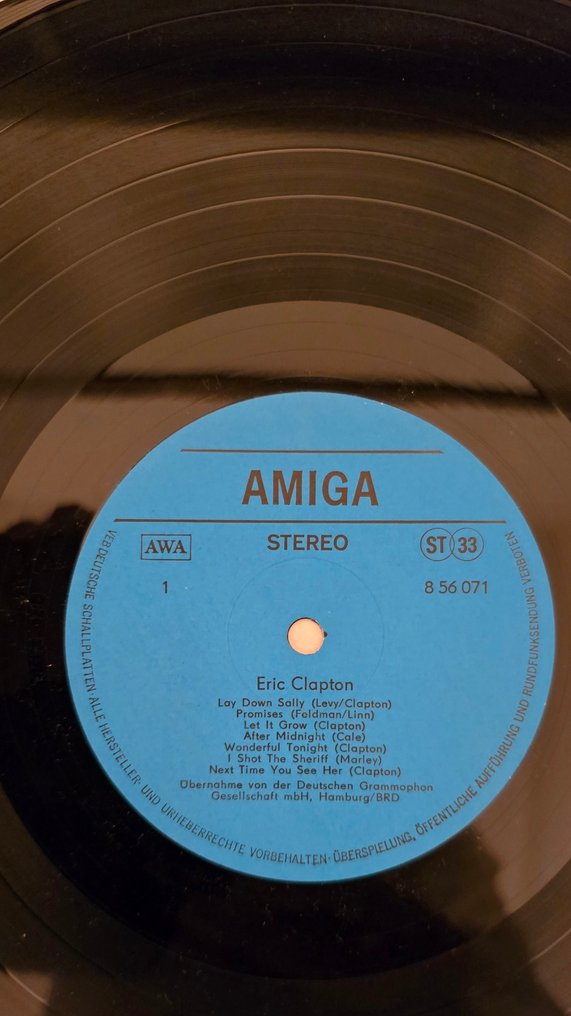 AMIGA
AWA
STEREO
ST 33
1
8 56 071
Eric Clapton
Lay Down Sally (Levy/Clapton)
Promises (Feldman/Linn)
Let It Grow (Clapton)
After Midnight (Cale)
Wonderful Tonight (Clapton)
I Shot The Sheriff (Marley)
Next Time You See Her (Clapton)
Übernahme von der Deutschen Grammophon
Gesellschaft mbH, Hamburg/BRD
VEB DEUTSCHE SCHALLPLATTEN · ALLE HERSTELLER- UND URHEBERRECHTE VORBEHALTEN · ÜBERSPIELUNG, ÖFFENTLICHE AUFFÜHRUNG UND RUNDFUNKSENDUNG VERBOTEN